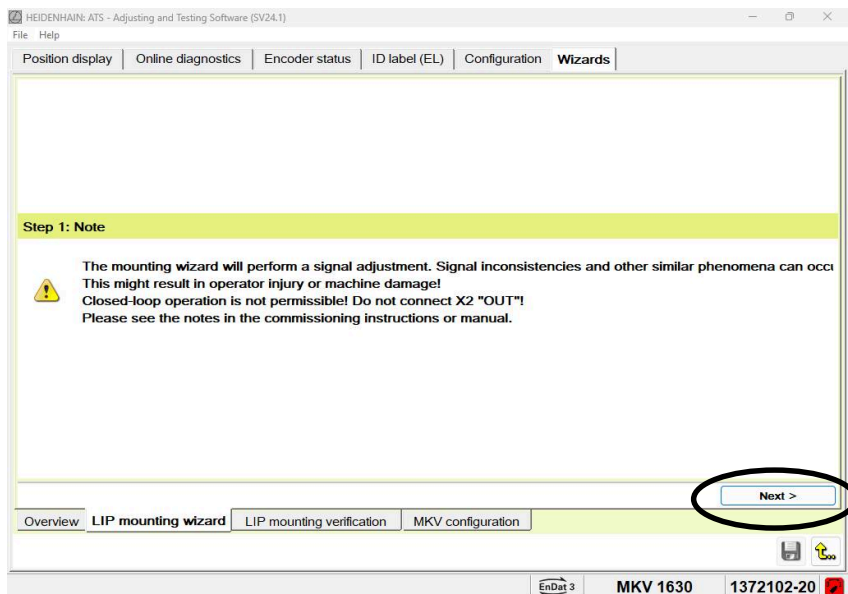 HEIDENHAIN: ATS - Adjusting and Testing Software (SV24.1)
File Help
Position display Online diagnostics Encoder status ID label (EL) Configuration Wizards
Step 1: Note
The mounting wizard will perform a signal adjustment. Signal inconsistencies and other similar phenomena can occu
This might result in operator injury or machine damage!
Closed-loop operation is not permissible! Do not connect X2 "OUT"!
Please see the notes in the commissioning instructions or manual.
Next >
Overview LIP mounting wizard LIP mounting verification MKV configuration
EnDat 3 MKV 1630 1372102-20